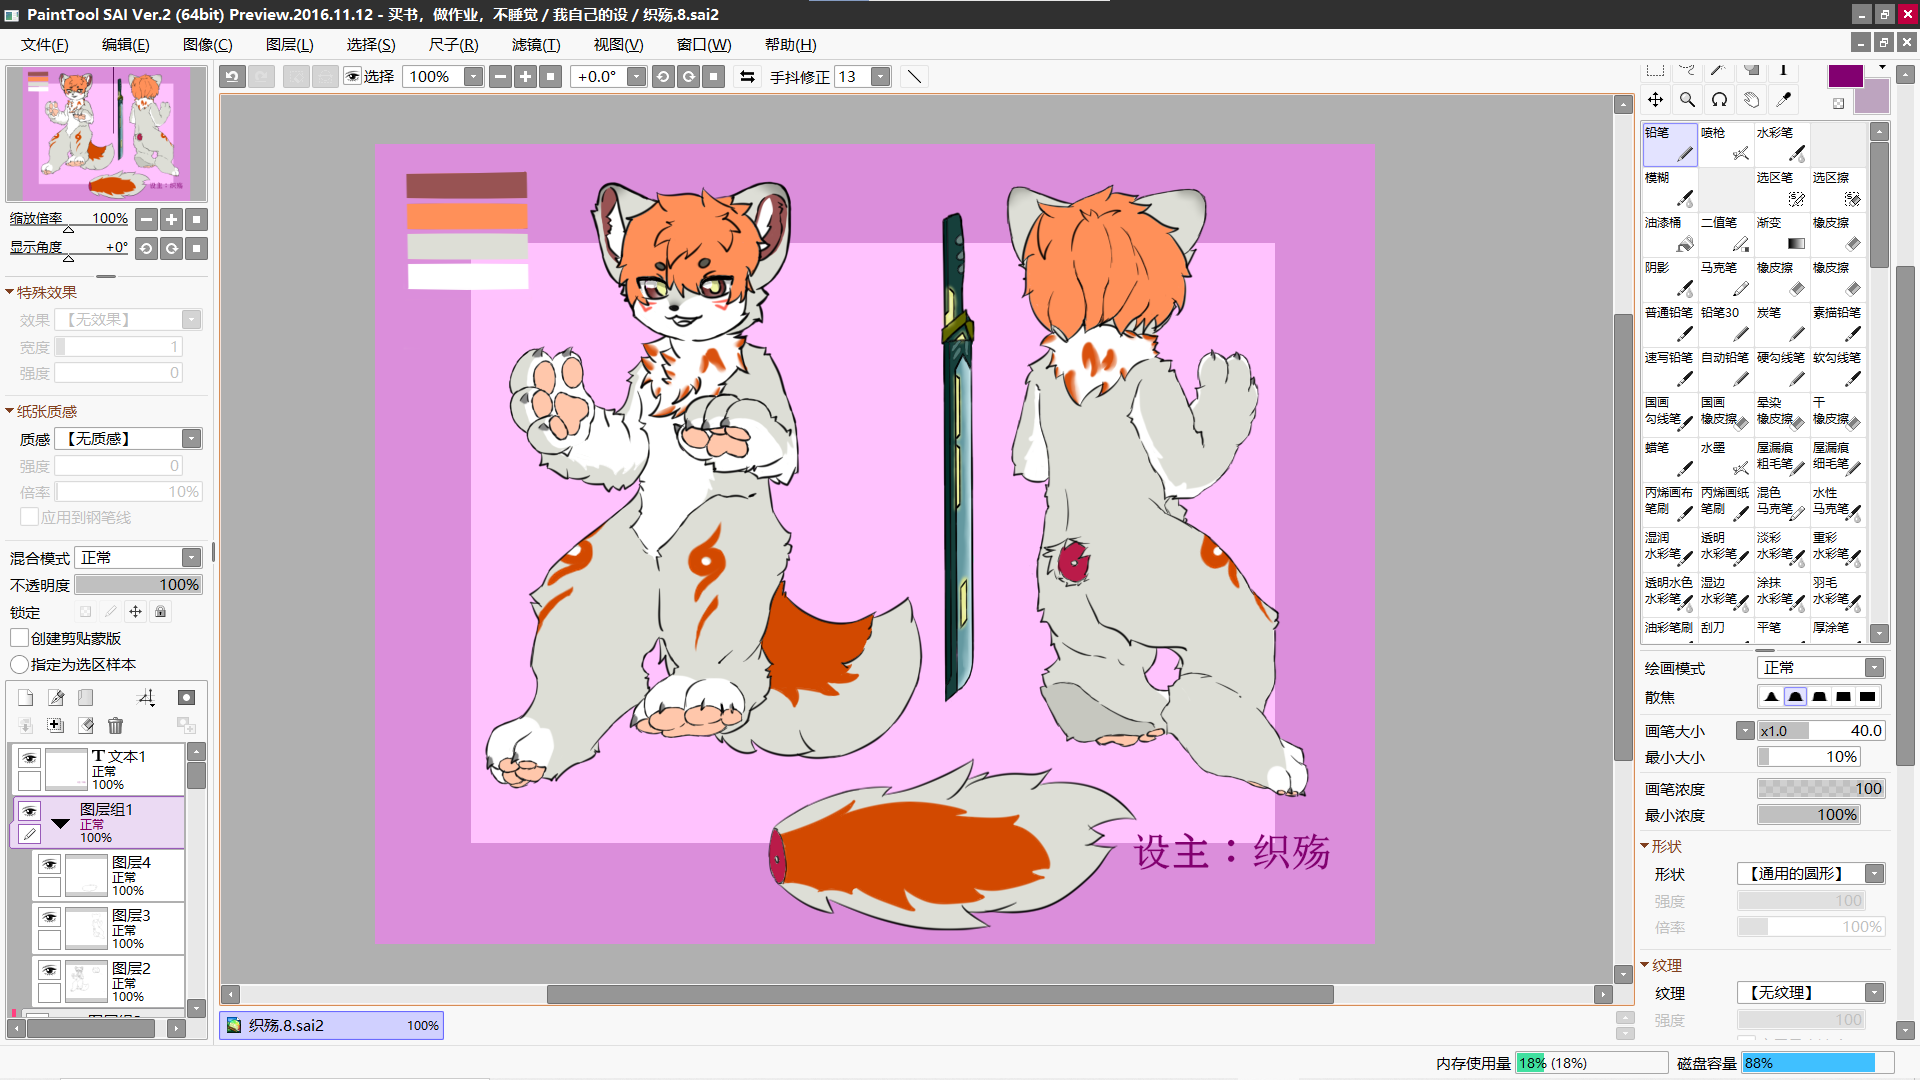 PaintTool SAI Ver.2 (64bit) Preview.2016.11.12 - 买书，做作业，不睡觉 / 我自己的设 / 织殇.8.sai2
文件(F) 编辑(E) 图像(C) 图层(L) 选择(S) 尺子(R) 滤镜(T) 视图(V) 窗口(W) 帮助(H)
选择 100% +0.0° 手抖修正 13
缩放倍率 100%
显示角度 +0°
特殊效果
效果 【无效果】
宽度 1
强度 0
纸张质感
质感 【无质感】
强度 0
倍率 10%
应用到钢笔线
混合模式 正常
不透明度 100%
锁定
创建剪贴蒙版
指定为选区样本
T 文本1
正常
100%
图层组1
正常
100%
图层4
正常
100%
图层3
正常
100%
图层2
正常
100%
设主：织殇
织殇.8.sai2 100%
铅笔 喷枪 水彩笔
模糊 选区笔 选区擦
油漆桶 二值笔 渐变 橡皮擦
阴影 马克笔 橡皮擦 橡皮擦
普通铅笔 铅笔30 炭笔 素描铅笔
速写铅笔 自动铅笔 硬勾线笔 软勾线笔
国画 国画 晕染 干
勾线笔 橡皮擦 橡皮擦 橡皮擦
蜡笔 水墨 屋漏痕 屋漏痕
粗毛笔 细毛笔
丙烯画布 丙烯画纸 混色 水性
笔刷 笔刷 马克笔 马克笔
湿润 透明 淡彩 重彩
水彩笔 水彩笔 水彩笔 水彩笔
透明水色 湿边 涂抹 羽毛
水彩笔 水彩笔 水彩笔 水彩笔
油彩笔刷 刮刀 平笔 厚涂笔
绘画模式 正常
散焦
画笔大小 x1.0 40.0
最小大小 10%
画笔浓度 100
最小浓度 100%
形状
形状 【通用的圆形】
强度 100
倍率 100%
纹理
纹理 【无纹理】
强度 100
内存使用量 18% (18%) 磁盘容量 88%